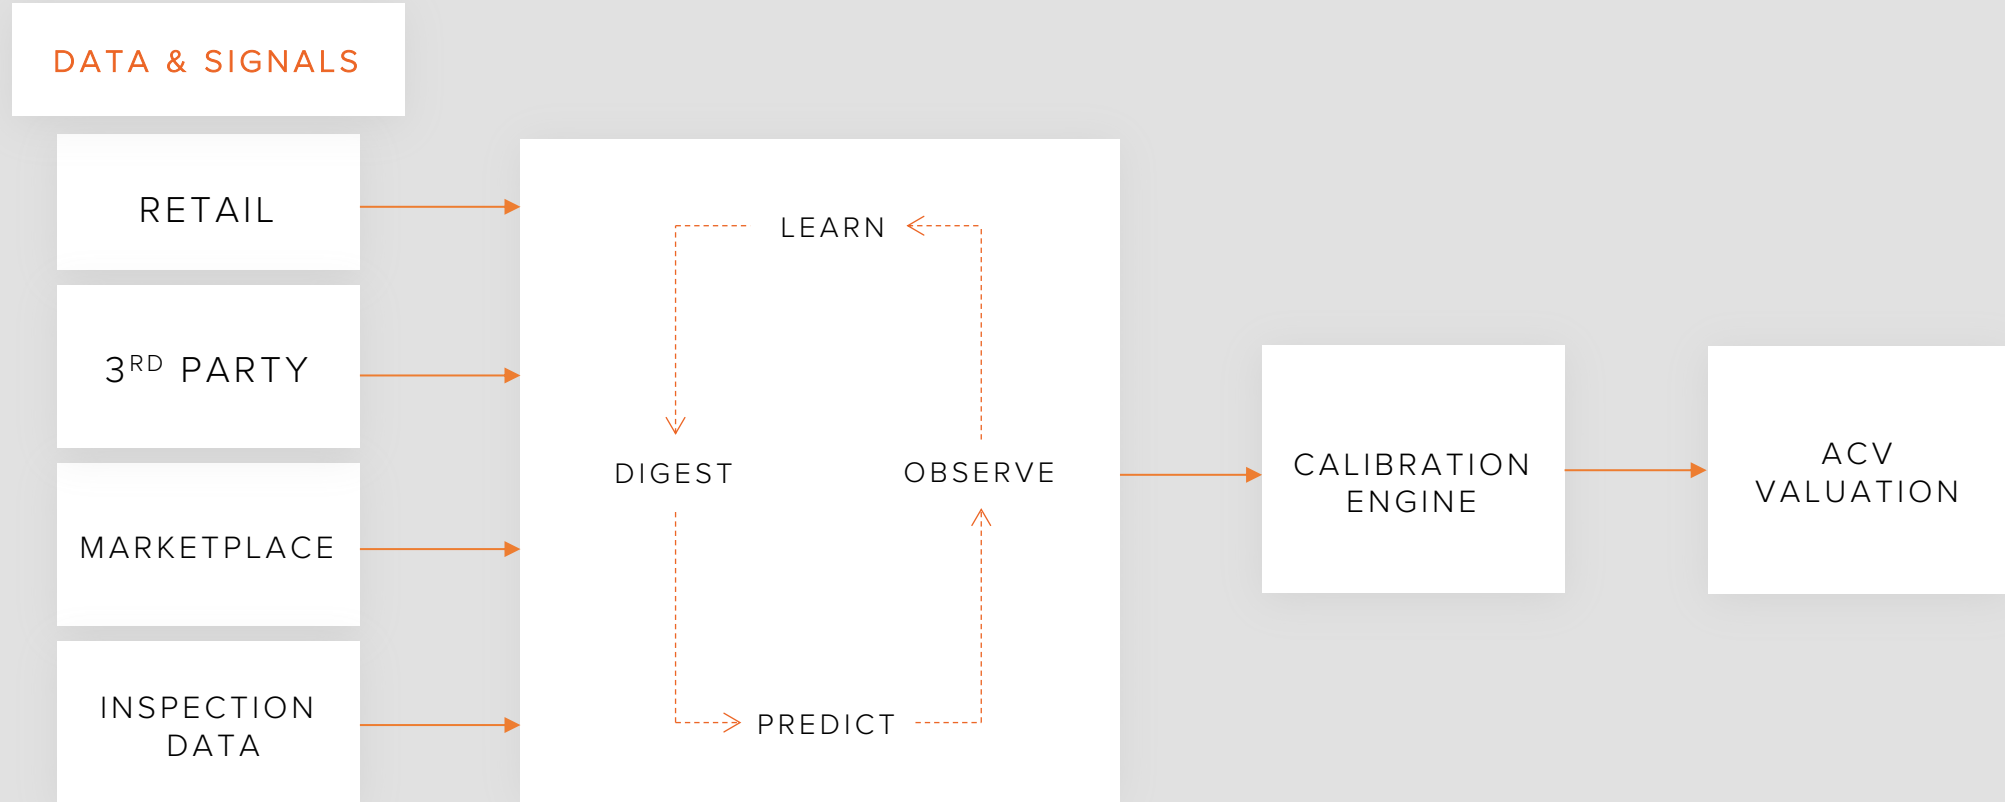 DATA & SIGNALS
RETAIL
3RD PARTY
MARKETPLACE
INSPECTION
DATA
LEARN
DIGEST
OBSERVE
PREDICT
CALIBRATION
ENGINE
ACV
VALUATION